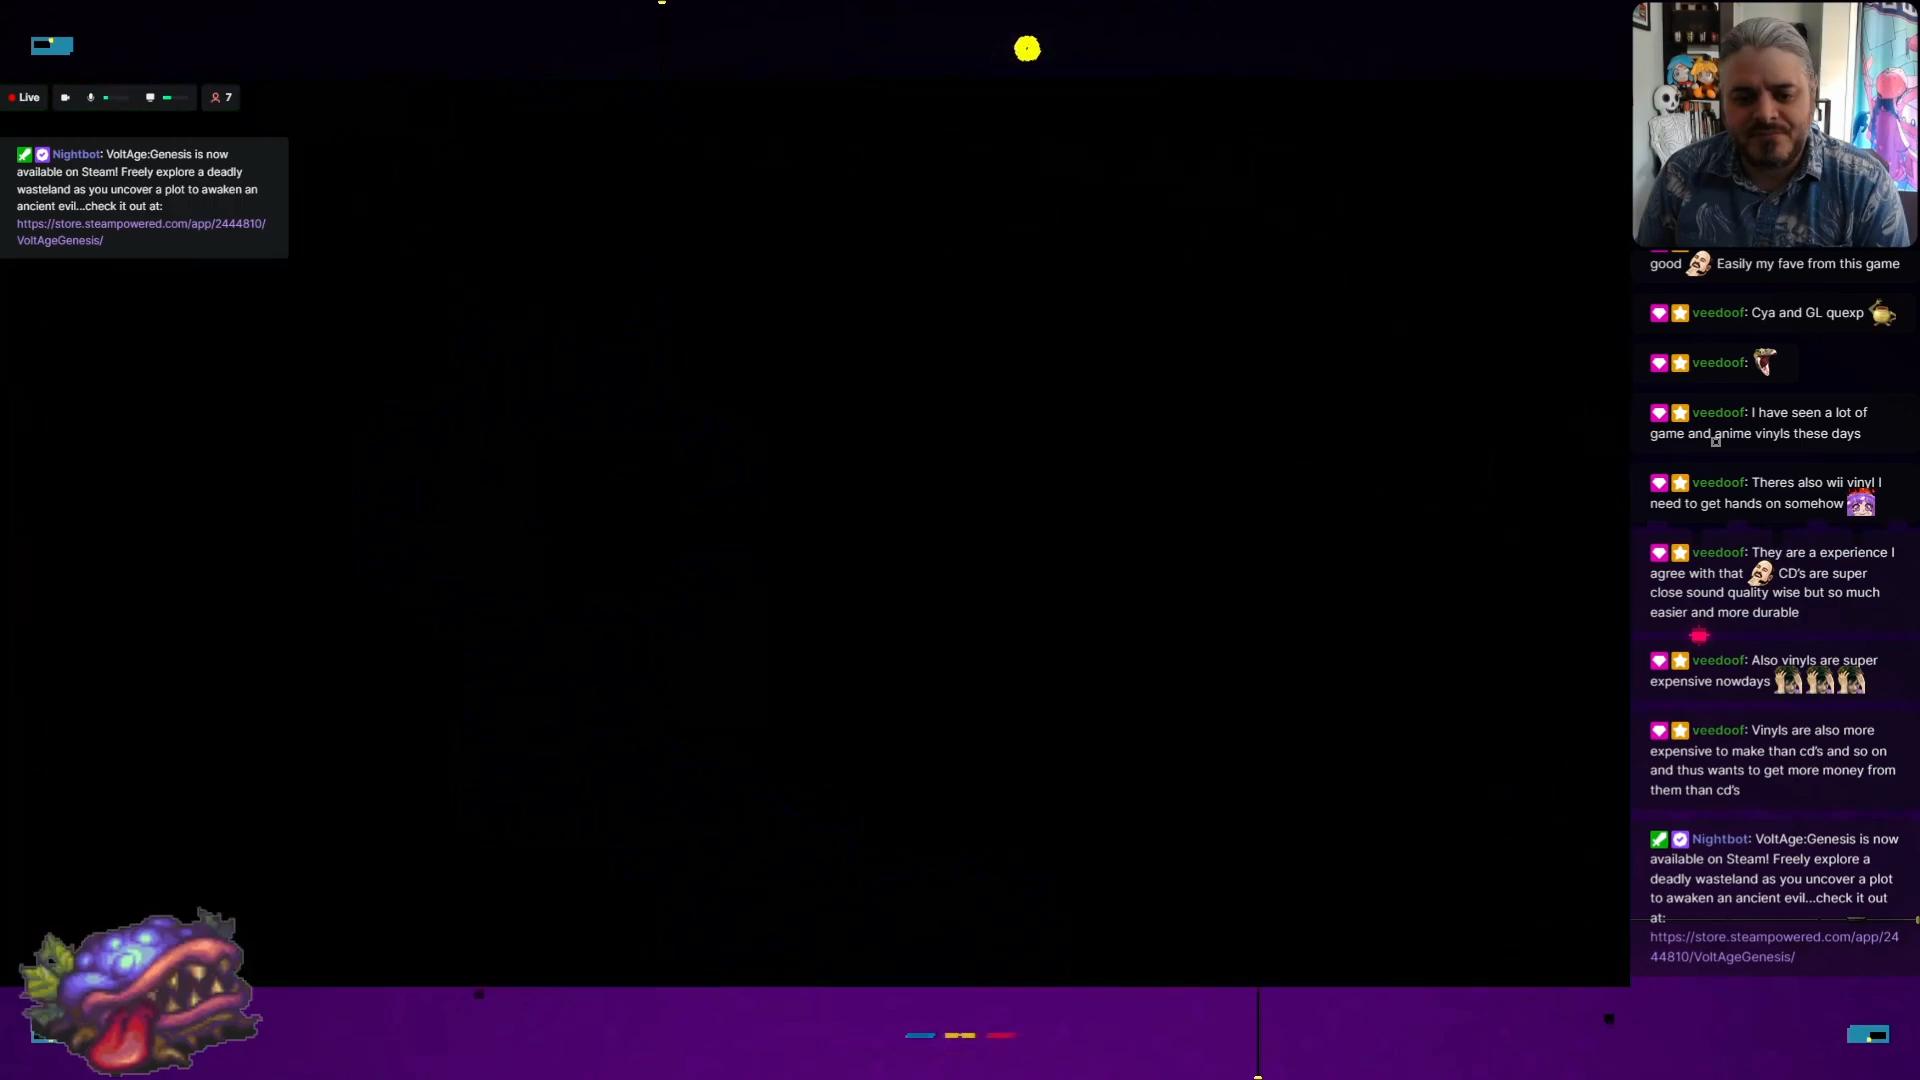 Live
7
Nightbot: VoltAge:Genesis is now
available on Steam! Freely explore a deadly
wasteland as you uncover a plot to awaken an
ancient evil...check it out at:
https://store.steampowered.com/app/2444810/
VoltAgeGenesis/
good Easily my fave from this game
veedoof: Cya and GL quexp
veedoof:
veedoof: I have seen a lot of
game and anime vinyls these days
veedoof: Theres also wii vinyl I
need to get hands on somehow
veedoof: They are a experience I
agree with that CD's are super
close sound quality wise but so much
easier and more durable
veedoof: Also vinyls are super
expensive nowdays
veedoof: Vinyls are also more
expensive to make than cd's and so on
and thus wants to get more money from
them than cd's
Nightbot: VoltAge:Genesis is now
available on Steam! Freely explore a
deadly wasteland as you uncover a plot
to awaken an ancient evil...check it out
at:
https://store.steampowered.com/app/24
44810/VoltAgeGenesis/